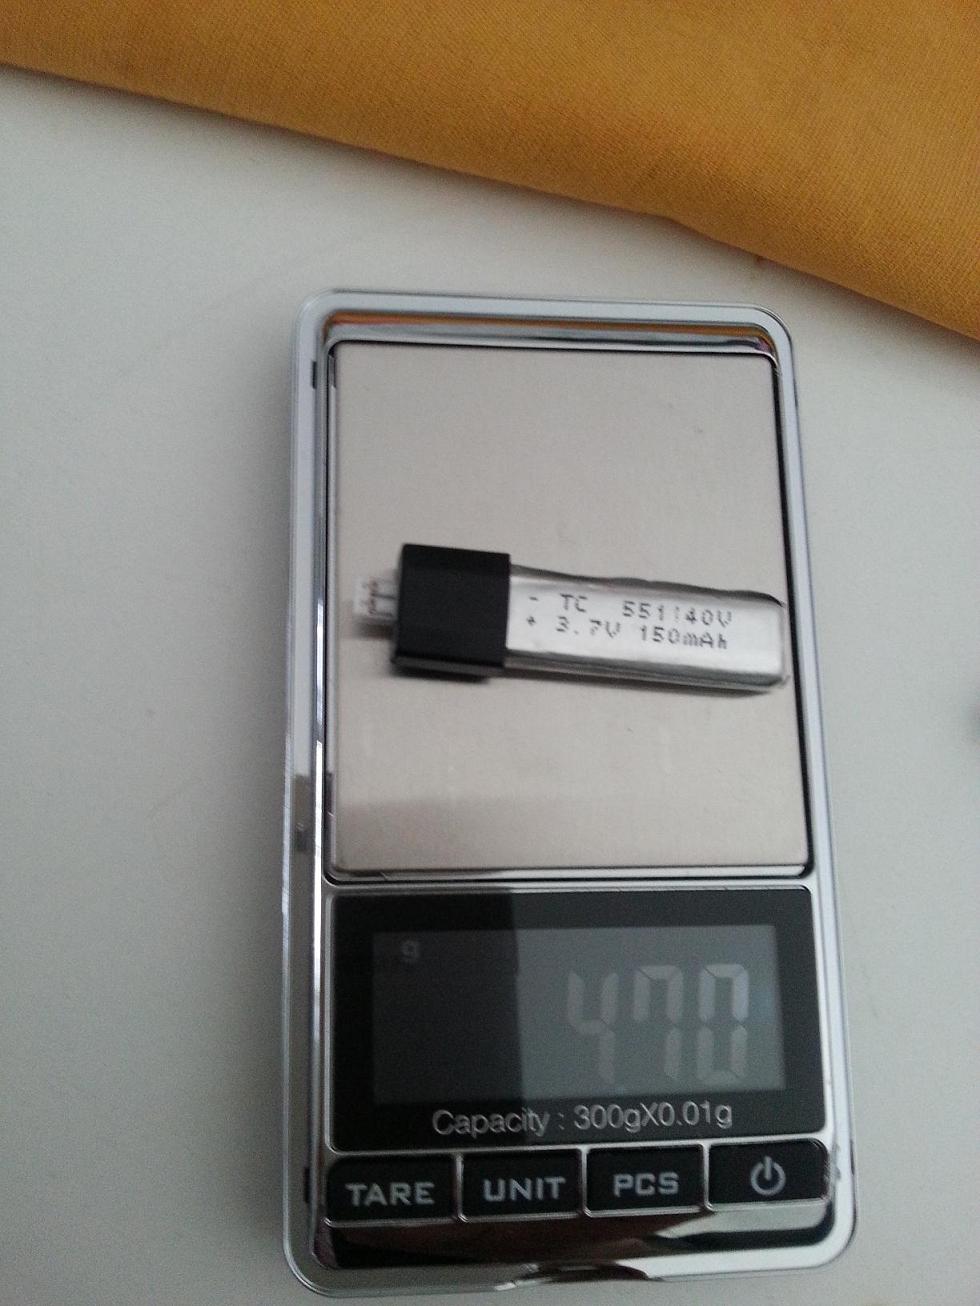 - TC 551140V
+ 3.7V 150mAh
g
4.70
Capacity : 300gX0.01g
TARE UNIT PCS